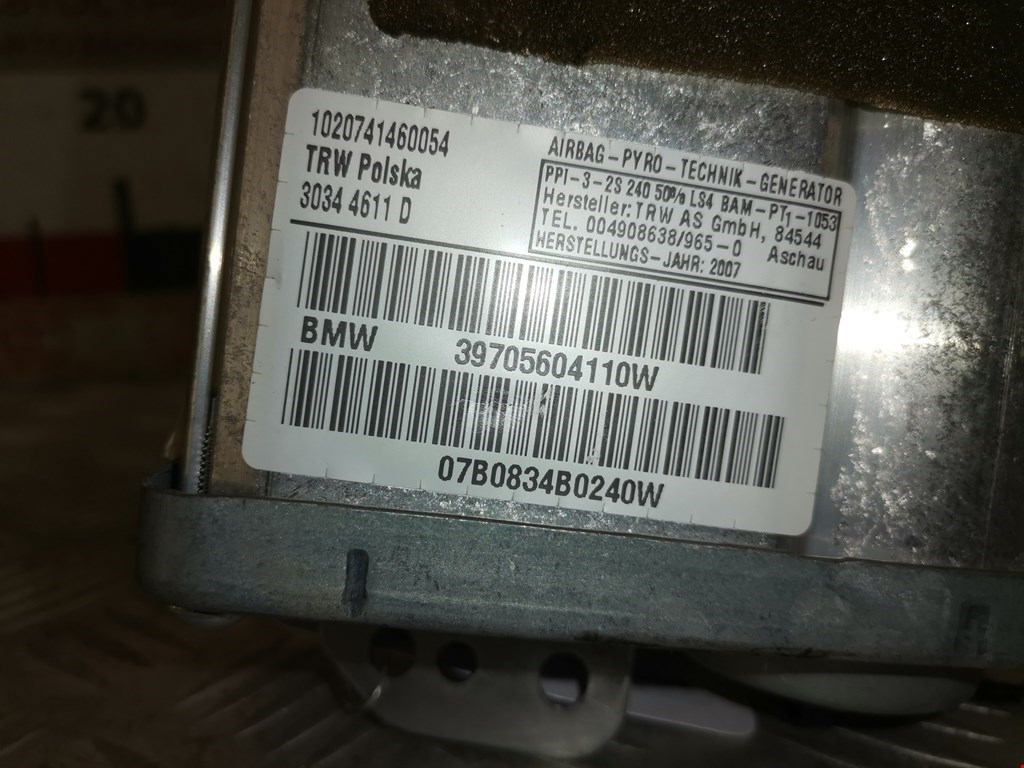 20
1020741460054
TRW Polska
3034 4611 D
AIRBAG-PYRO-TECHNIK-GENERATOR
PPI-3-2S 240 50% LS4 BAM-PT1-1053
Hersteller: TRW AS GmbH, 84544
TEL. 004908638/965-0 Aschau
HERSTELLUNGS-JAHR: 2007
BMW 39705604110W
07B0834B0240W